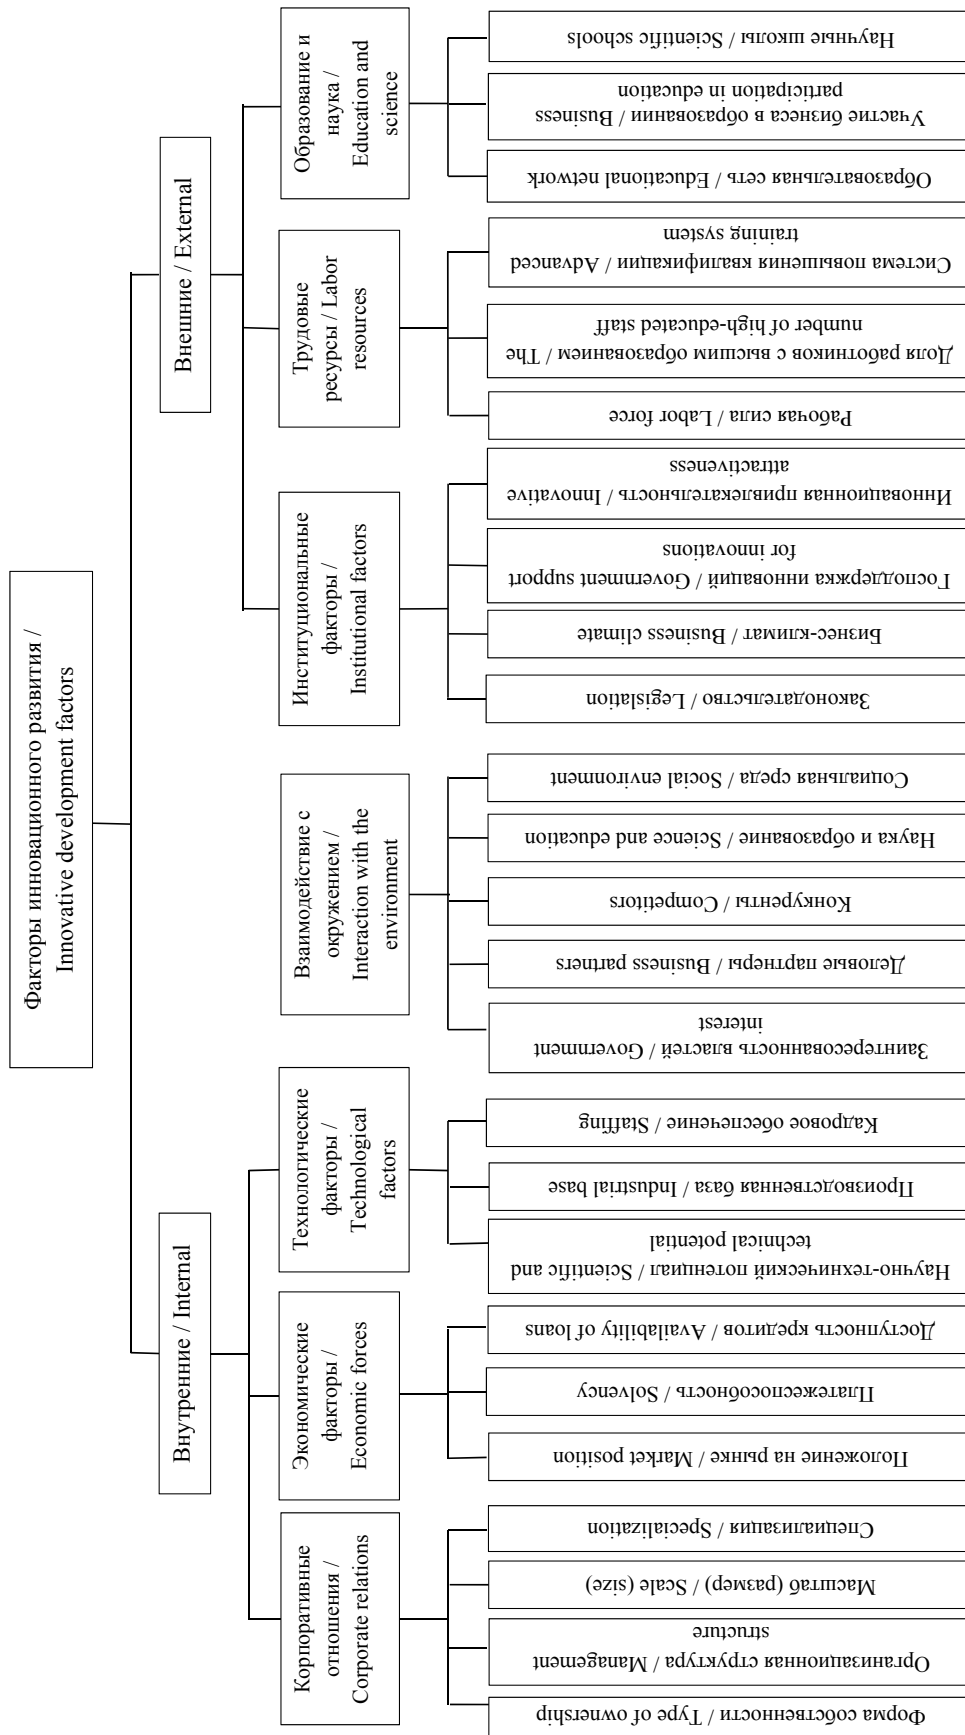 Факторы инновационного развития /
Innovative development factors
Внутренние / Internal
Внешние / External
Корпоративные
отношения /
Corporate relations
Экономические
факторы /
Economic forces
Технологические
факторы /
Technological
factors
Взаимодействие с
окружением /
Interaction with the
environment
Институциональные
факторы /
Institutional factors
Трудовые
ресурсы / Labor
resources
Образование и
наука /
Education and
science
Форма собственности / Type of ownership
Организационная структура / Management
structure
Масштаб (размер) / Scale (size)
Специализация / Specialization
Положение на рынке / Market position
Платежеспособность / Solvency
Доступность кредитов / Availability of loans
Научно-технический потенциал / Scientific and
technical potential
Производственная база / Industrial base
Кадровое обеспечение / Staffing
Заинтересованность властей / Government
interest
Деловые партнеры / Business partners
Конкуренты / Competitors
Наука и образование / Science and education
Социальная среда / Social environment
Законодательство / Legislation
Бизнес-климат / Business climate
Господдержка инноваций / Government support
for innovations
Инновационная привлекательность / Innovative
attractiveness
Рабочая сила / Labor force
Доля работников с высшим образованием / The
number of high-educated staff
Система повышения квалификации / Advanced
training system
Образовательная сеть / Educational network
Участие бизнеса в образовании / Business
participation in education
Научные школы / Scientific schools